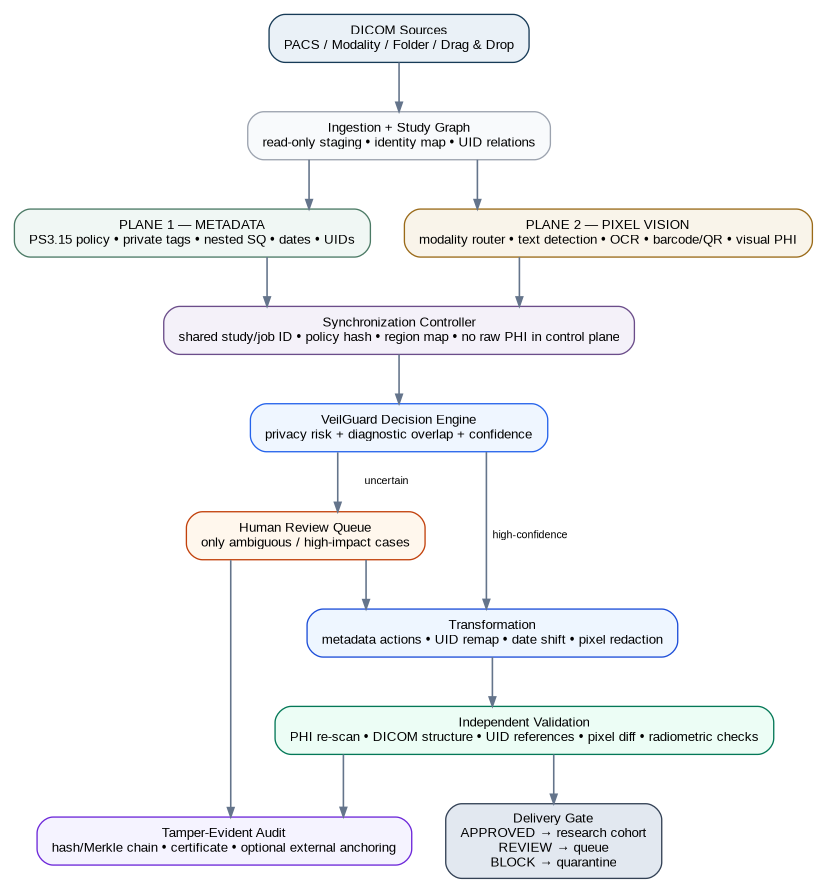 DICOM Sources
PACS / Modality / Folder / Drag & Drop
Ingestion + Study Graph
read-only staging • identity map • UID relations
PLANE 1 — METADATA
PS3.15 policy • private tags • nested SQ • dates • UIDs
PLANE 2 — PIXEL VISION
modality router • text detection • OCR • barcode/QR • visual PHI
Synchronization Controller
shared study/job ID • policy hash • region map • no raw PHI in control plane
VeilGuard Decision Engine
privacy risk + diagnostic overlap + confidence
uncertain
Human Review Queue
only ambiguous / high-impact cases
high-confidence
Transformation
metadata actions • UID remap • date shift • pixel redaction
Independent Validation
PHI re-scan • DICOM structure • UID references • pixel diff • radiometric checks
Tamper-Evident Audit
hash/Merkle chain • certificate • optional external anchoring
Delivery Gate
APPROVED → research cohort
REVIEW → queue
BLOCK → quarantine